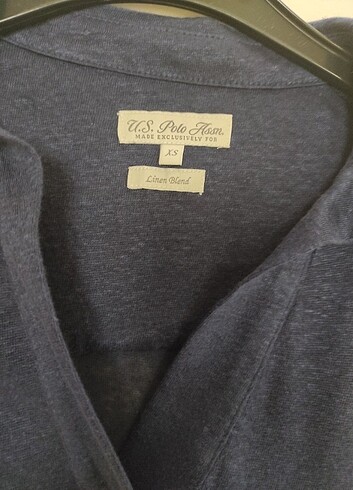 U.S. Polo Assn.
MADE EXCLUSIVELY FOR
XS
Linen Blend